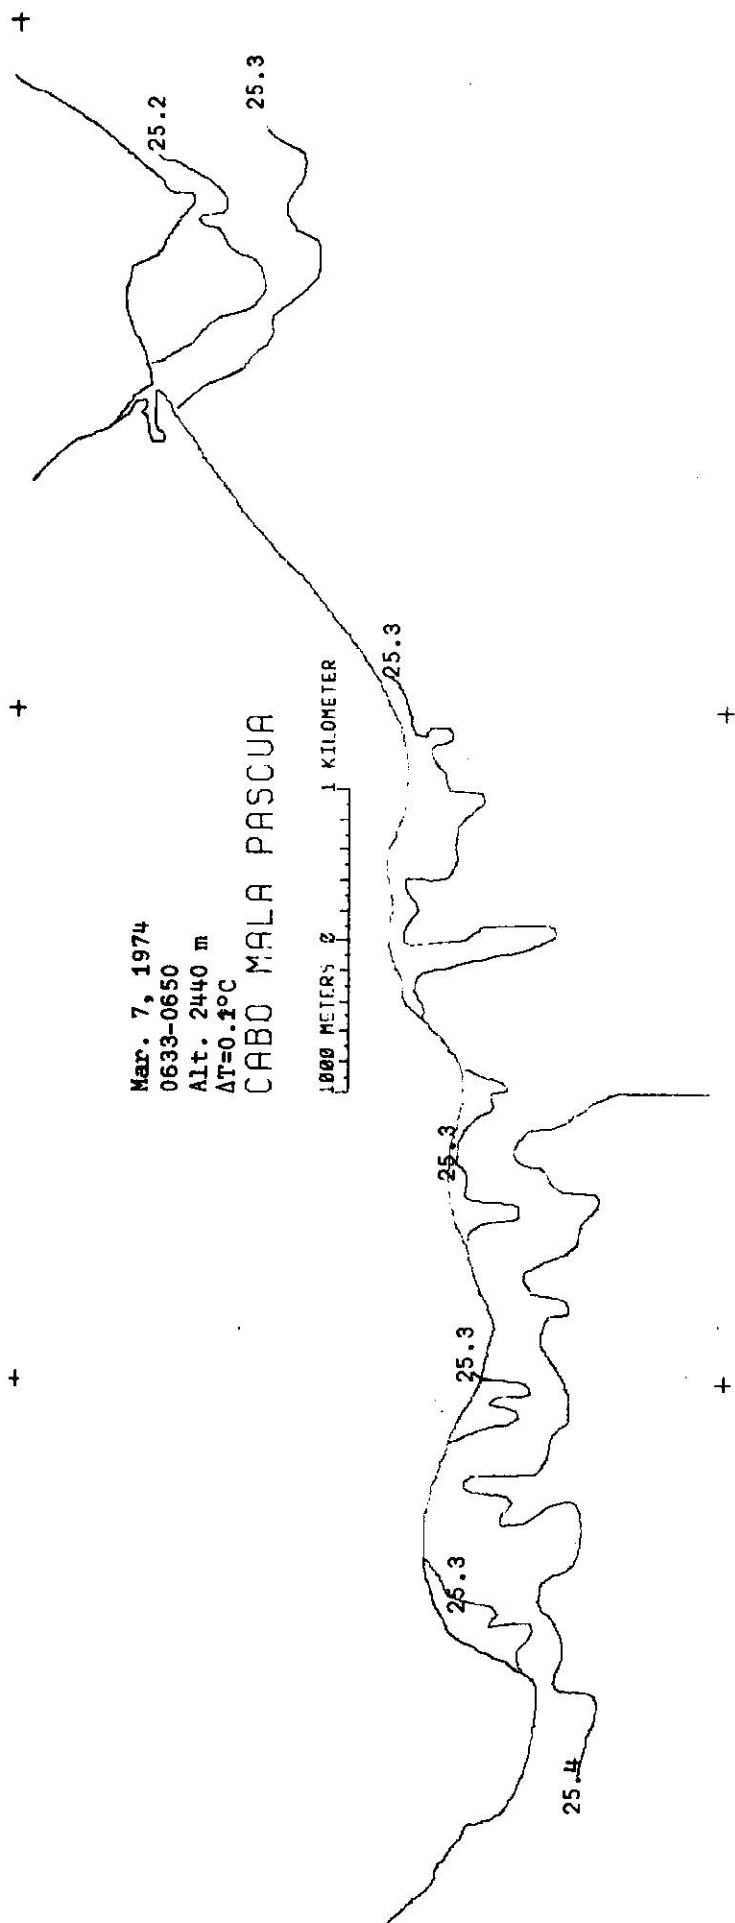 Mar. 7, 1974
0633-0650
Alt. 2440 m
ΔT=0.1°C
CABO MALA PASCUA
1000 METERS 0 1 KILOMETER
25.4
25.3
25.3
25.3
25.3
25.2
25.3